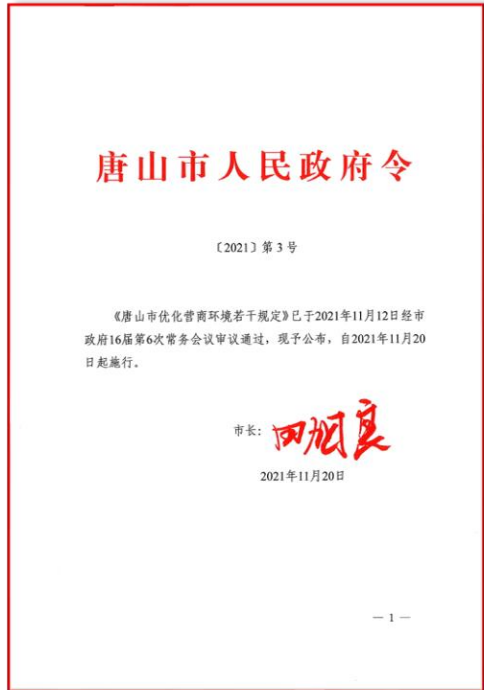 唐山市人民政府令
〔2021〕第3号
《唐山市优化营商环境若干规定》已于2021年11月12日经市
政府16届第6次常务会议审议通过，现予公布，自2021年11月20
日起施行。
市长：田国良
2021年11月20日
— 1 —